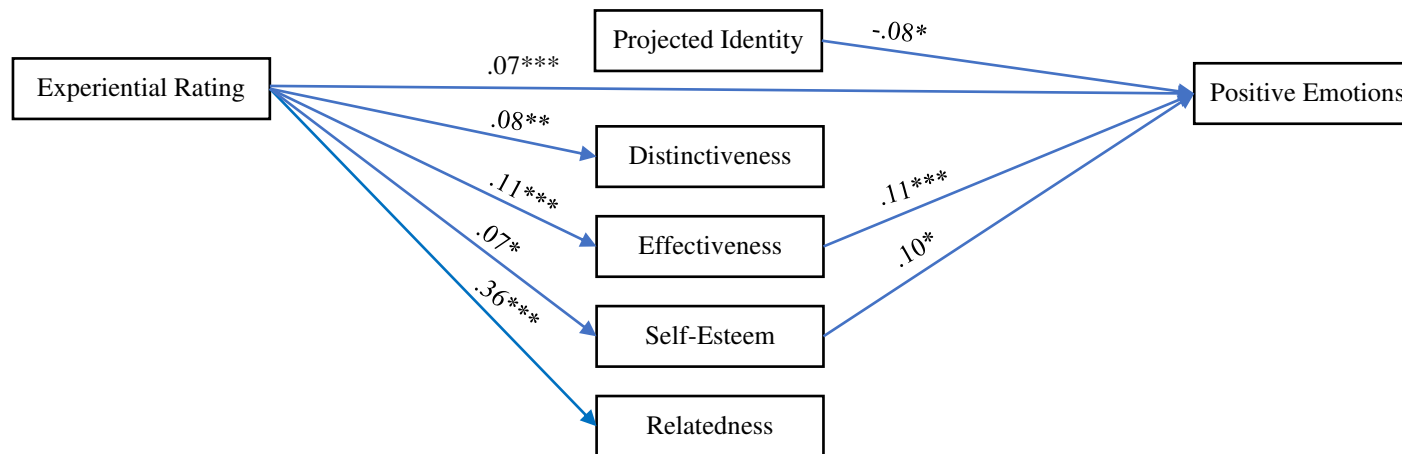 Projected Identity
-.08*
Experiential Rating
.07***
Positive Emotions
.08**
Distinctiveness
.11***
Effectiveness
.11***
.07*
.10*
Self-Esteem
.36***
Relatedness